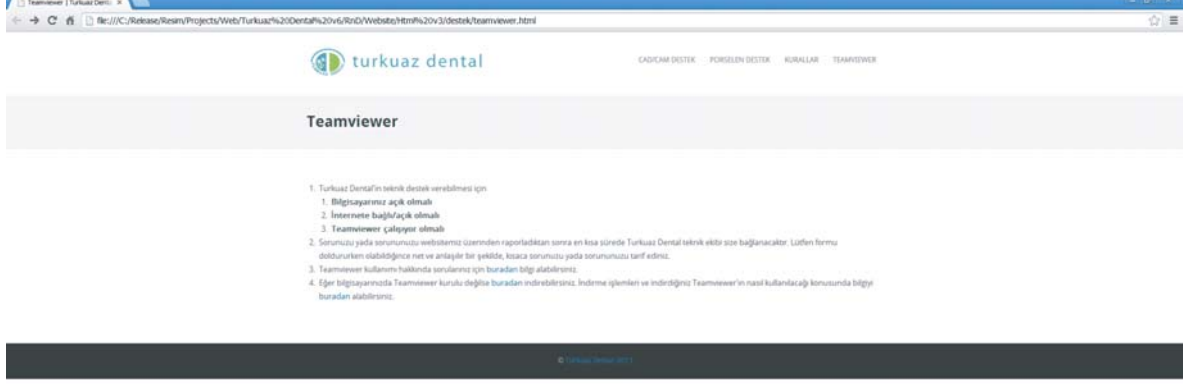 Teamviewer | Turkuaz Dent
file:///C:/Release/Resim/Projects/Web/Turkuaz%20Dental%20v6/RnD/Website/Html%20v3/destek/teamviewer.html
turkuaz dental
CAD/CAM DESTEK PORSELEN DESTEK KURALLAR TEAMVIEWER
Teamviewer
1. Turkuaz Dental'in teknik destek verebilmesi için
1. Bilgisayarınız açık olmalı
2. İnternete bağlı/açık olmalı
3. Teamviewer çalışıyor olmalı
2. Sorunuzu yada sorununuzu websitemiz üzerinden raporladıktan sonra en kısa sürede Turkuaz Dental teknik ekibi size bağlanacaktır. Lütfen formu
doldururken olabildiğince net ve anlaşılır bir şekilde, kısaca sorunuzu yada sorununuzu tarif ediniz.
3. Teamviewer kullanımı hakkında sorularınız için buradan bilgi alabilirsiniz.
4. Eğer bilgisayarınızda Teamviewer kurulu değilse buradan indirebilirsiniz. İndirme işlemleri ve indirdiğiniz Teamviewer'ın nasıl kullanılacağı konusunda bilgiyi
buradan alabilirsiniz.
© Turkuaz Dental